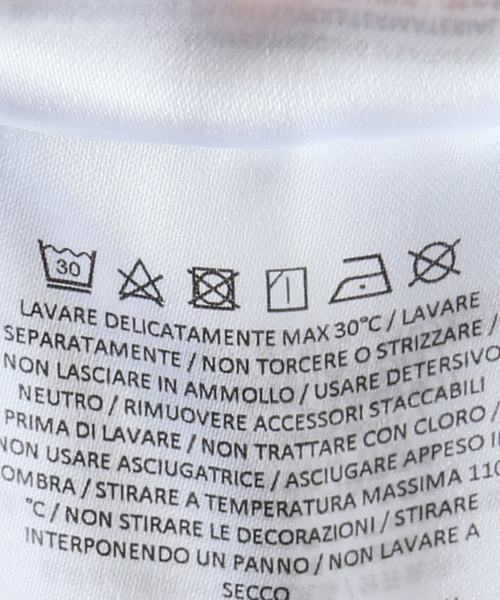 30
LAVARE DELICATAMENTE MAX 30°C / LAVARE
SEPARATAMENTE / NON TORCERE O STRIZZARE /
NON LASCIARE IN AMMOLLO / USARE DETERSIVO
NEUTRO / RIMUOVERE ACCESSORI STACCABILI
PRIMA DI LAVARE / NON TRATTARE CON CLORO /
NON USARE ASCIUGATRICE / ASCIUGARE APPESO
OMBRA / STIRARE A TEMPERATURA MASSIMA 110
°C / NON STIRARE LE DECORAZIONI / STIRARE
INTERPONENDO UN PANNO / NON LAVARE A
SECCO